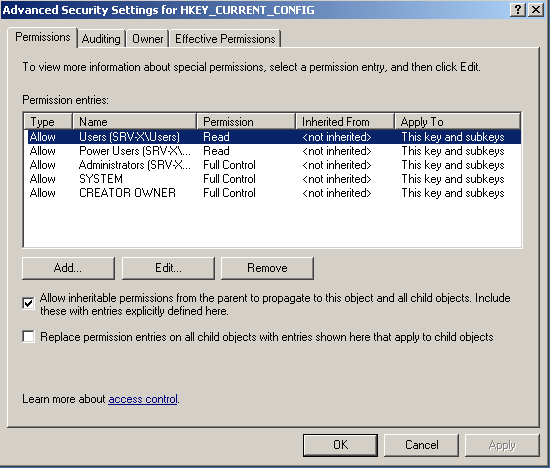 Advanced Security Settings for HKEY_CURRENT_CONFIG
Permissions Auditing Owner Effective Permissions
To view more information about special permissions, select a permission entry, and then click Edit.
Permission entries:
Type Name Permission Inherited From Apply To
Allow Users (SRV-X\Users) Read <not inherited> This key and subkeys
Allow Power Users (SRV-X\... Read <not inherited> This key and subkeys
Allow Administrators (SRV-X... Full Control <not inherited> This key and subkeys
Allow SYSTEM Full Control <not inherited> This key and subkeys
Allow CREATOR OWNER Full Control <not inherited> This key and subkeys
Add... Edit... Remove
Allow inheritable permissions from the parent to propagate to this object and all child objects. Include
these with entries explicitly defined here.
Replace permission entries on all child objects with entries shown here that apply to child objects
Learn more about access control.
OK Cancel Apply